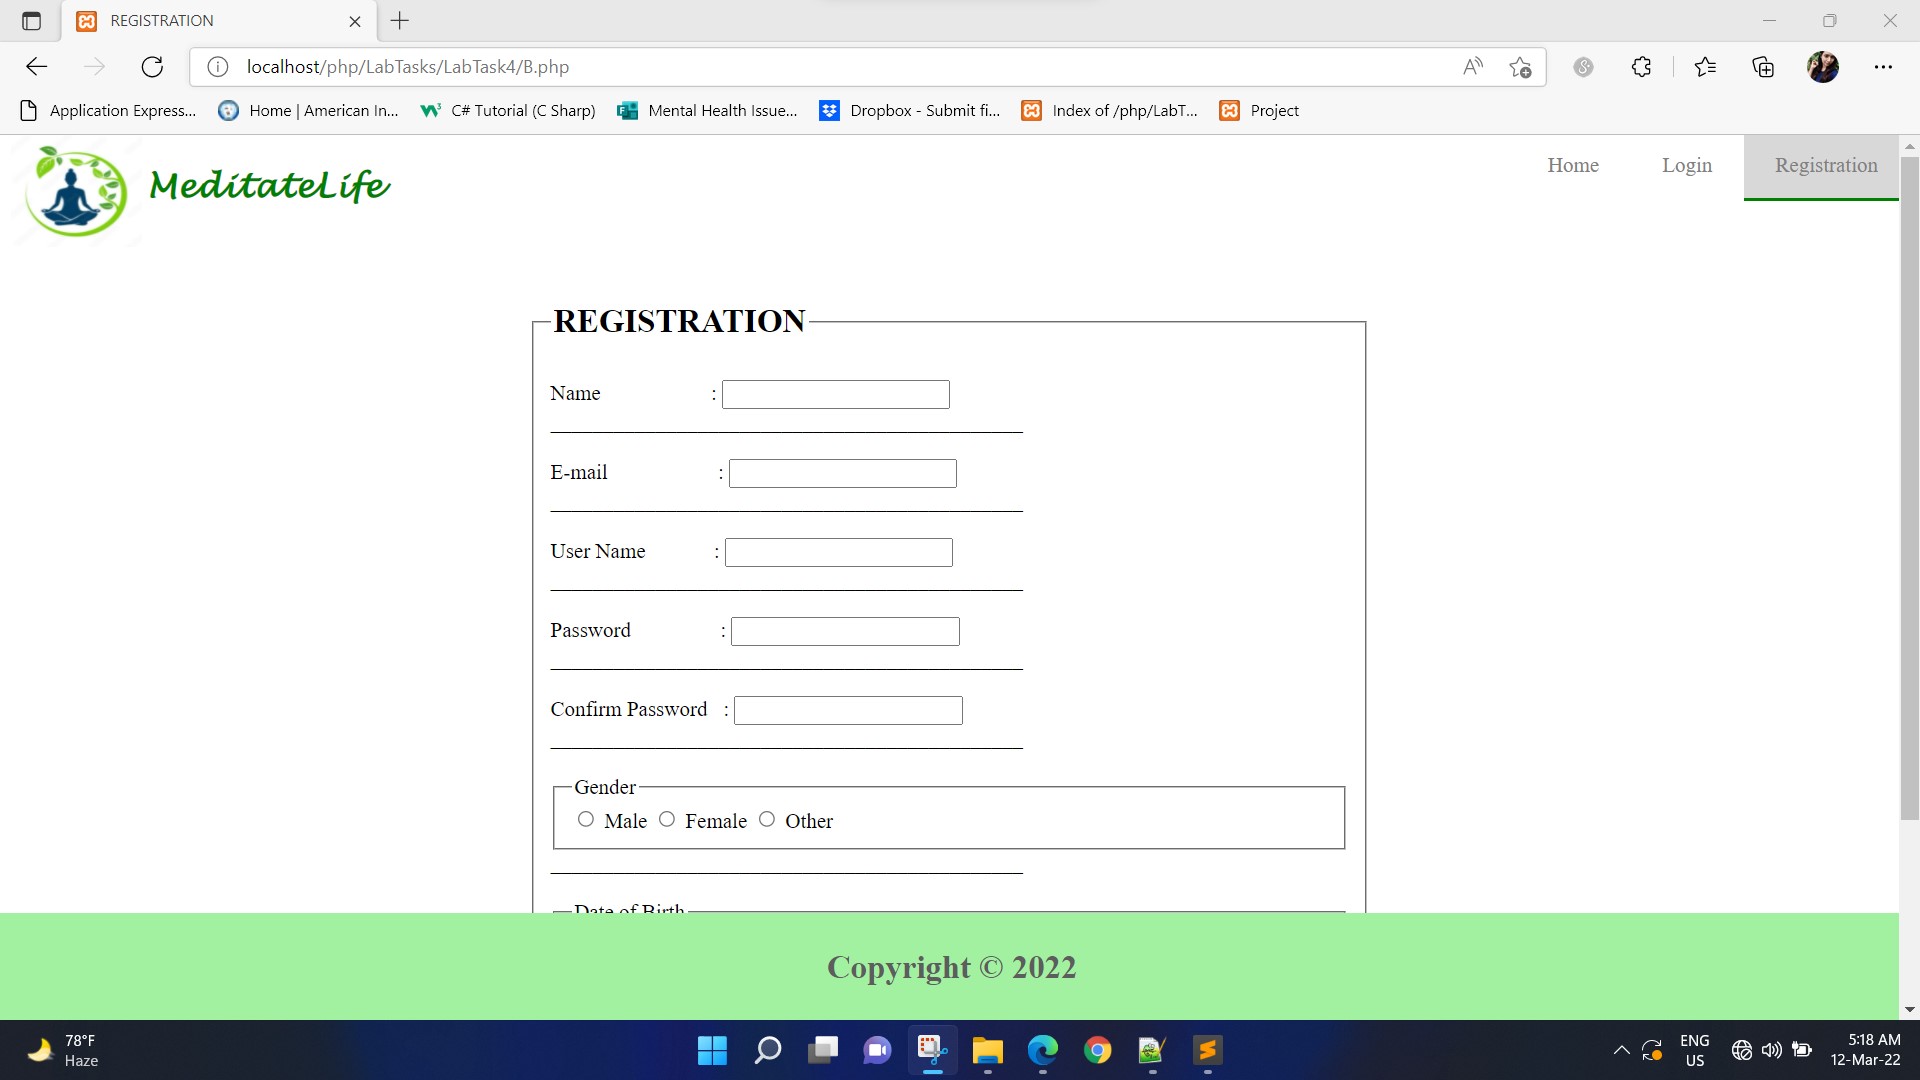 REGISTRATION
localhost/php/LabTasks/LabTask4/B.php
Application Express... Home | American In... C# Tutorial (C Sharp) Mental Health Issue... Dropbox - Submit fi... Index of /php/LabT... Project
MeditateLife
Home Login Registration
REGISTRATION
Name :
E-mail :
User Name :
Password :
Confirm Password :
Gender
Male Female Other
Date of Birth
Copyright © 2022
78°F
Haze
ENG
US
5:18 AM
12-Mar-22